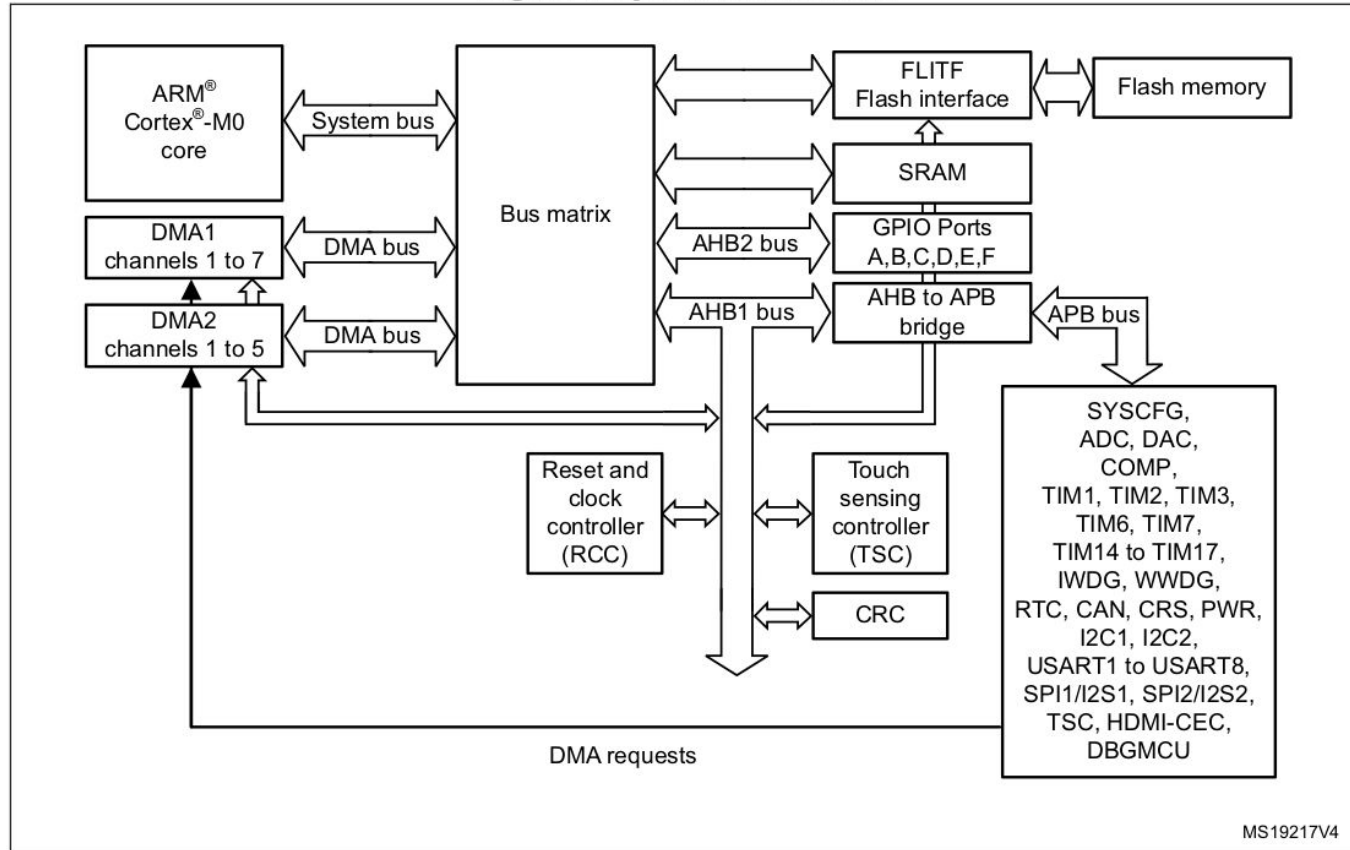 ARM®
Cortex®-M0
core
System bus
Bus matrix
FLITF
Flash interface
Flash memory
SRAM
DMA1
channels 1 to 7
DMA bus
AHB2 bus
GPIO Ports
A,B,C,D,E,F
DMA2
channels 1 to 5
DMA bus
AHB1 bus
AHB to APB
bridge
APB bus
Reset and
clock
controller
(RCC)
Touch
sensing
controller
(TSC)
CRC
SYSCFG,
ADC, DAC,
COMP,
TIM1, TIM2, TIM3,
TIM6, TIM7,
TIM14 to TIM17,
IWDG, WWDG,
RTC, CAN, CRS, PWR,
I2C1, I2C2,
USART1 to USART8,
SPI1/I2S1, SPI2/I2S2,
TSC, HDMI-CEC,
DBGMCU
DMA requests
MS19217V4